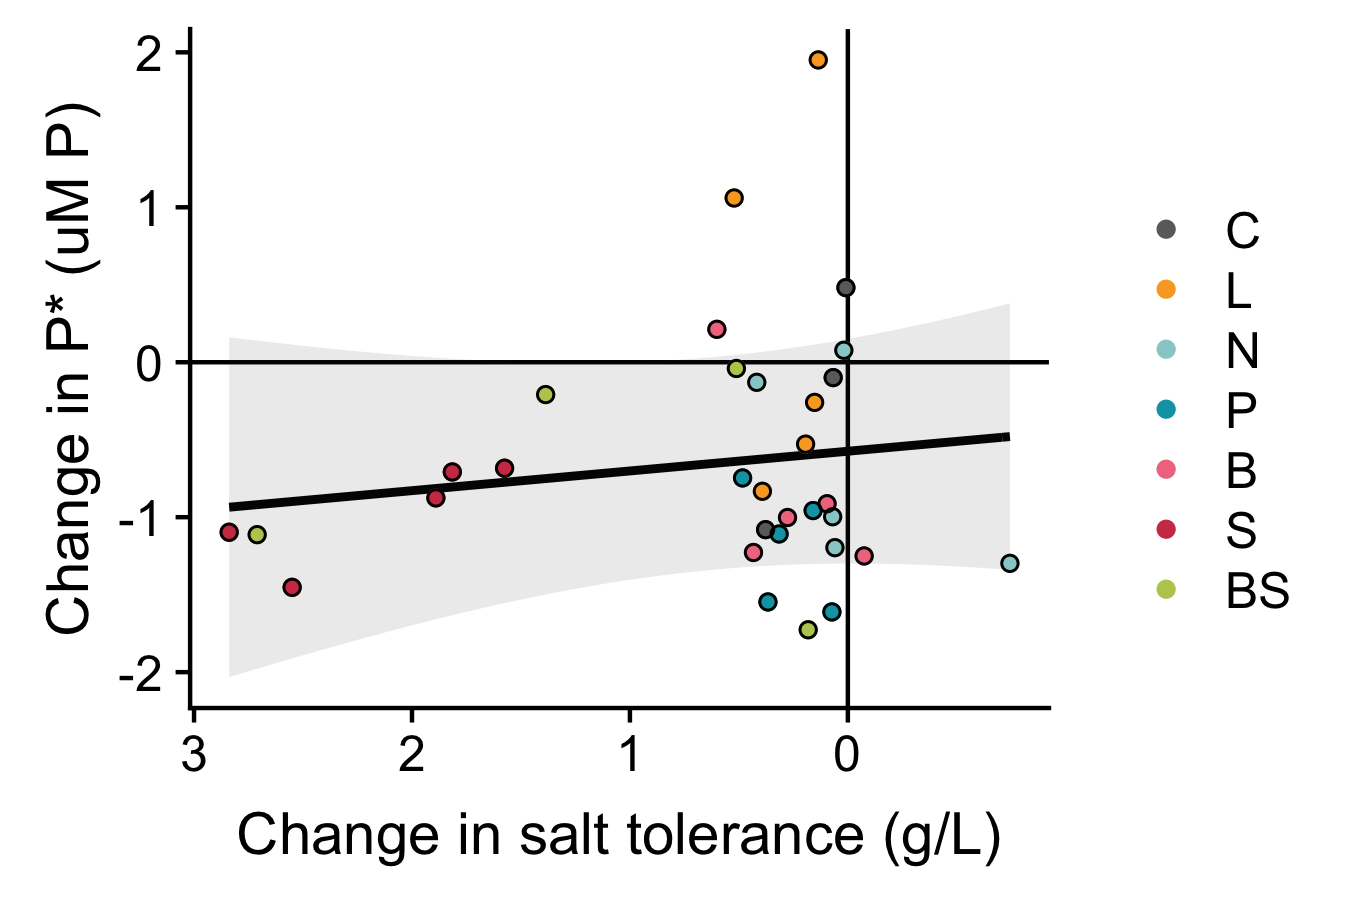 Change in P* (uM P)
2
1
0
-1
-2
3 2 1 0
Change in salt tolerance (g/L)
C
L
N
P
B
S
BS